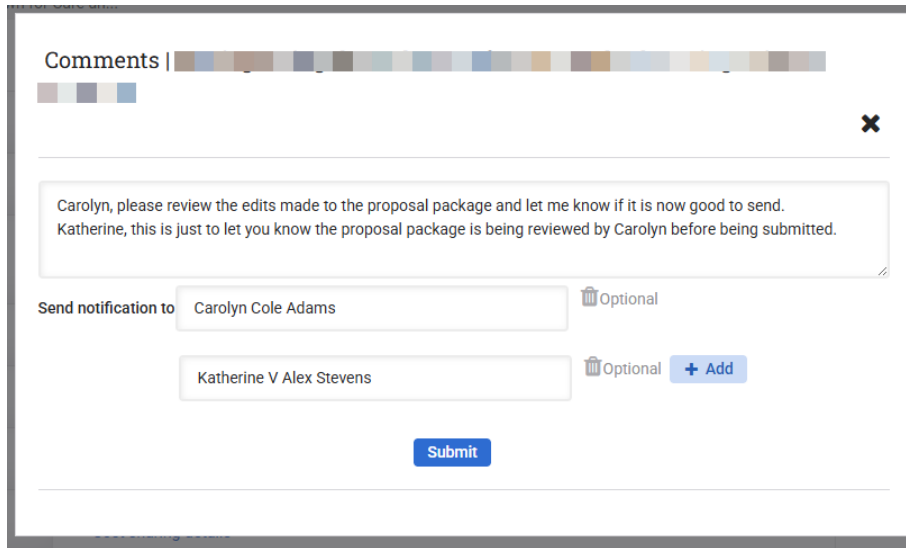 Comments |
Carolyn, please review the edits made to the proposal package and let me know if it is now good to send.
Katherine, this is just to let you know the proposal package is being reviewed by Carolyn before being submitted.
Send notification to Carolyn Cole Adams Optional
Katherine V Alex Stevens Optional + Add
Submit